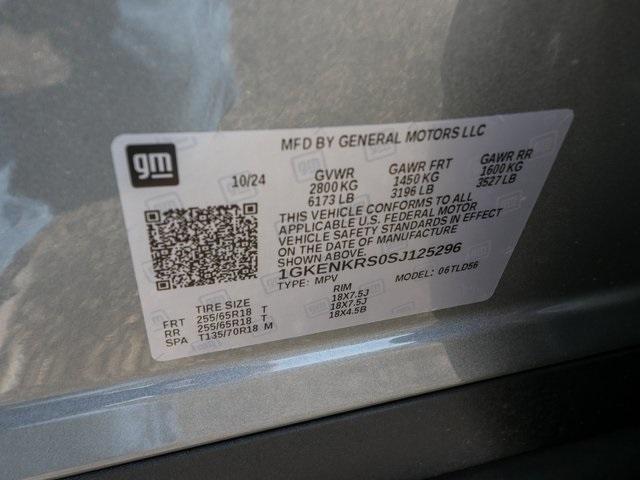 MFD BY GENERAL MOTORS LLC
gm
10/24 GVWR GAWR FRT GAWR RR
2800 KG 1450 KG 1600 KG
6173 LB 3196 LB 3527 LB
THIS VEHICLE CONFORMS TO ALL
APPLICABLE U.S. FEDERAL MOTOR
VEHICLE SAFETY STANDARDS IN EFFECT
ON THE DATE OF MANUFACTURE
SHOWN ABOVE.
1GKENKRS0SJ125296
TYPE: MPV MODEL: 06TLD56
TIRE SIZE RIM
FRT 255/65R18 T 18X7.5J
RR 255/65R18 T 18X7.5J
SPA T135/70R18 M 18X4.5B